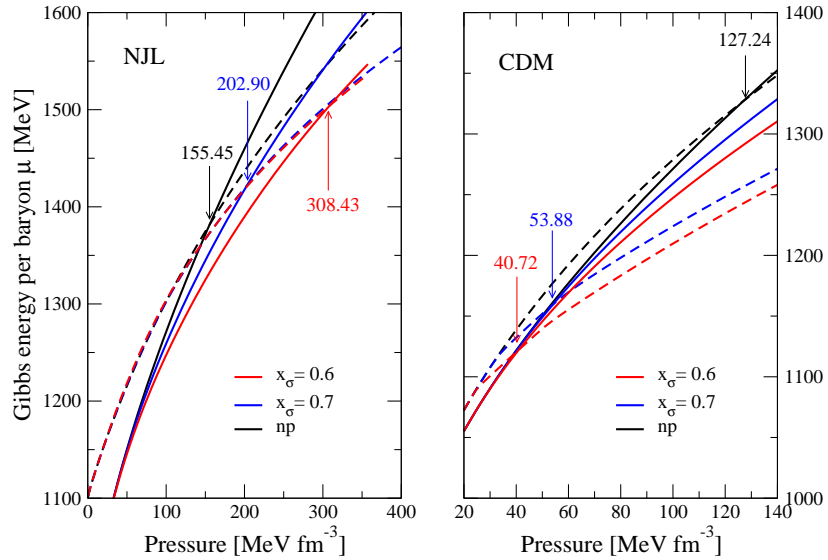 Gibbs energy per baryon μ [MeV]
1600
1500
1400
1300
1200
1100
NJL
202.90
155.45
308.43
x_σ= 0.6
x_σ= 0.7
np
0 100 200 300 400
Pressure [MeV fm⁻³]
CDM
127.24
53.88
40.72
x_σ= 0.6
x_σ= 0.7
np
1400
1300
1200
1100
1000
20 40 60 80 100 120 140
Pressure [MeV fm⁻³]